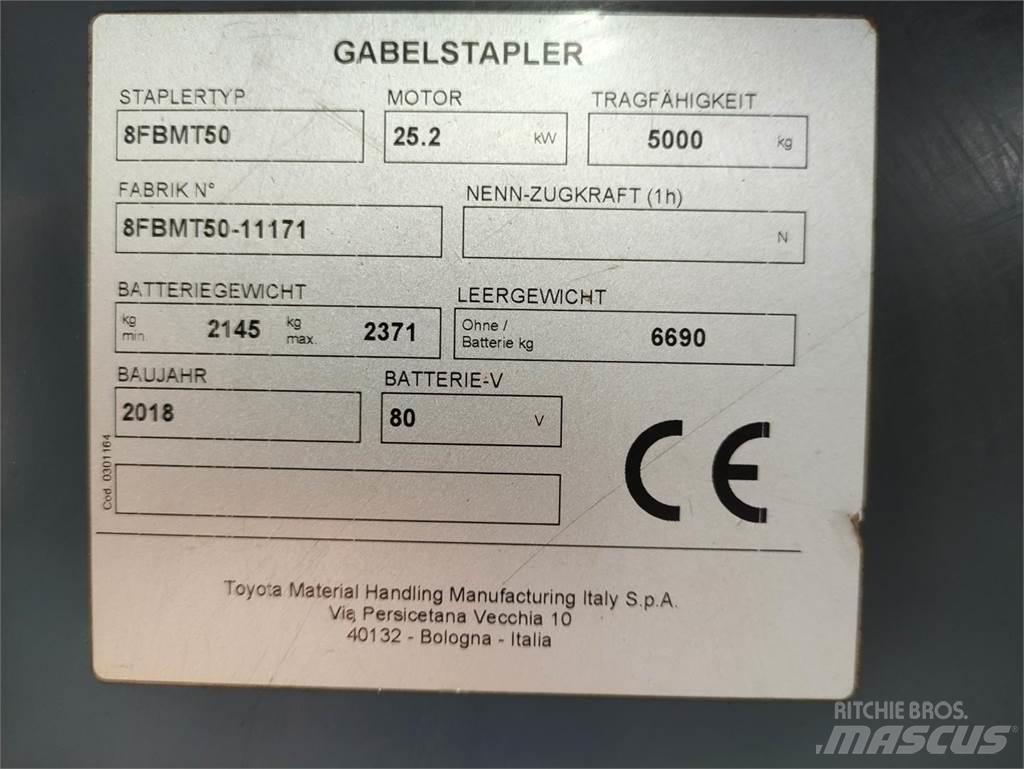 GABELSTAPLER
STAPLERTYP MOTOR TRAGFÄHIGKEIT
8FBMT50 25.2 kW 5000 kg
FABRIK N° NENN-ZUGKRAFT (1h)
8FBMT50-11171 N
BATTERIEGEWICHT LEERGEWICHT
kg min. 2145 kg max. 2371 Ohne / Batterie kg 6690
BAUJAHR BATTERIE-V
2018 80 V
CE
Cod. 0301164
Toyota Material Handling Manufacturing Italy S.p.A.
Via Persicetana Vecchia 10
40132 - Bologna - Italia
RITCHIE BROS.
MASCUS